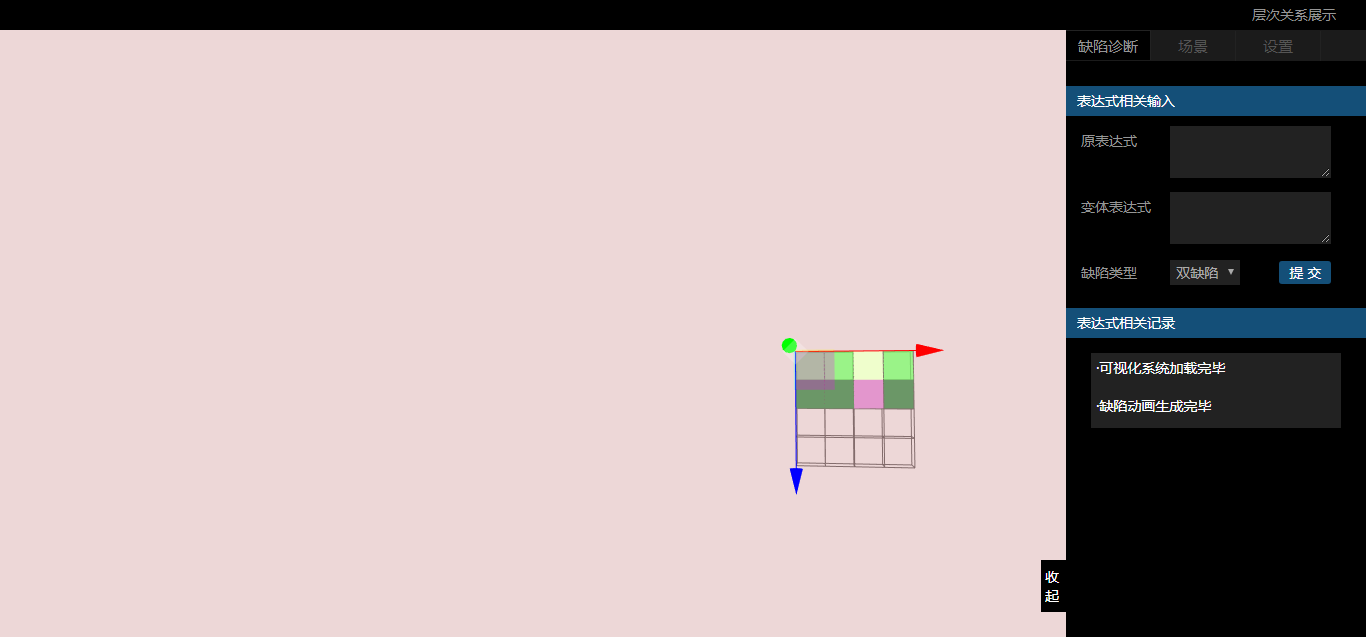 层次关系展示
缺陷诊断 场景 设置
表达式相关输入
原表达式
变体表达式
缺陷类型 双缺陷 提 交
表达式相关记录
·可视化系统加载完毕
·缺陷动画生成完毕
收
起